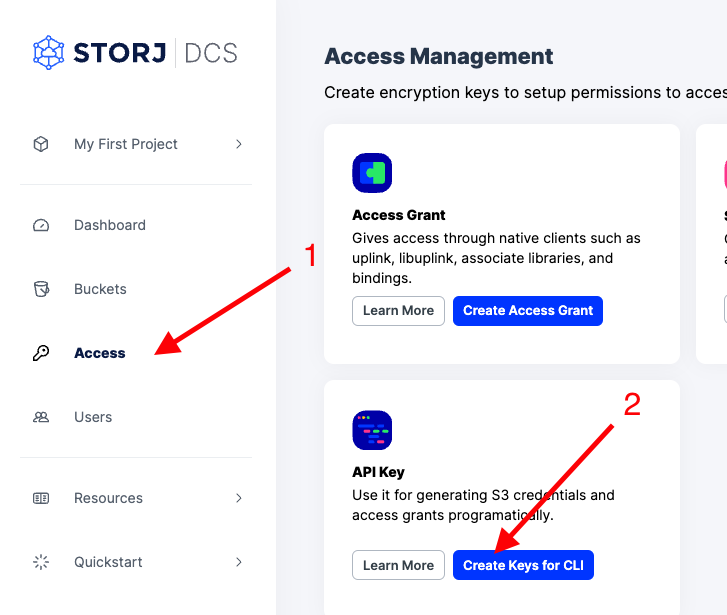 STORJ DCS
My First Project
Dashboard
Buckets
Access
Users
Resources
Quickstart
1
Access Management
Create encryption keys to setup permissions to acces
Access Grant
Gives access through native clients such as
uplink, libuplink, associate libraries, and
bindings.
Learn More
Create Access Grant
2
API Key
Use it for generating S3 credentials and
access grants programatically.
Learn More
Create Keys for CLI